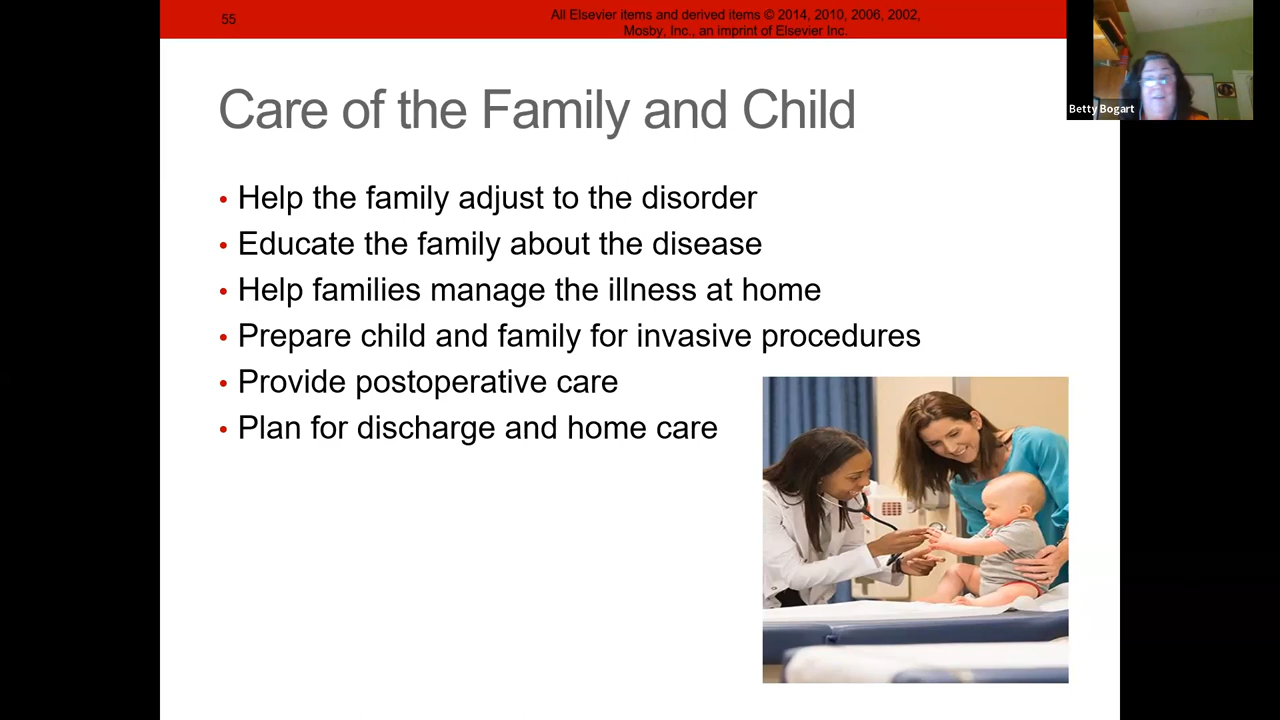 55
All Elsevier items and derived items © 2014, 2010, 2006, 2002,
Mosby, Inc., an imprint of Elsevier Inc.
Betty Bogart
Care of the Family and Child
• Help the family adjust to the disorder
• Educate the family about the disease
• Help families manage the illness at home
• Prepare child and family for invasive procedures
• Provide postoperative care
• Plan for discharge and home care